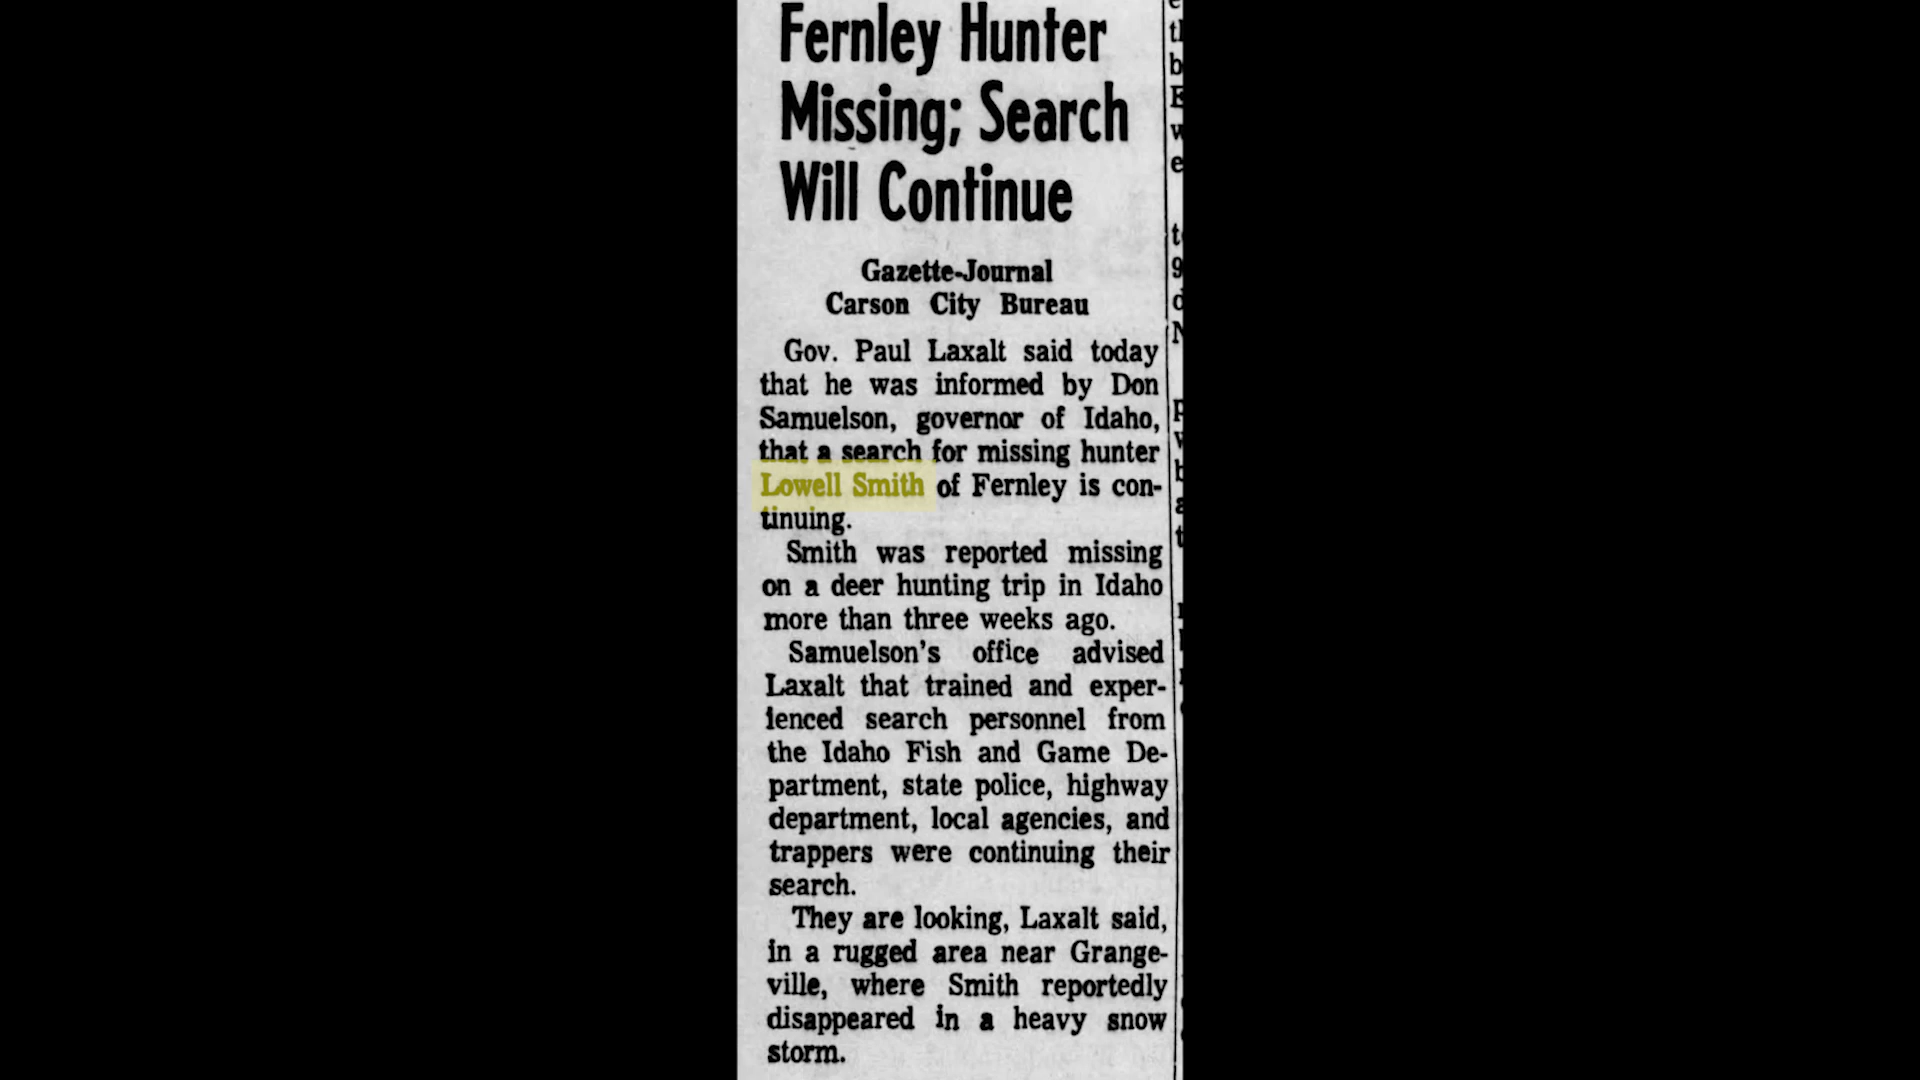 Fernley Hunter
Missing; Search
Will Continue
Gazette-Journal
Carson City Bureau
Gov. Paul Laxalt said today
that he was informed by Don
Samuelson, governor of Idaho,
that a search for missing hunter
Lowell Smith of Fernley is con-
tinuing.
Smith was reported missing
on a deer hunting trip in Idaho
more than three weeks ago.
Samuelson's office advised
Laxalt that trained and exper-
ienced search personnel from
the Idaho Fish and Game De-
partment, state police, highway
department, local agencies, and
trappers were continuing their
search.
They are looking, Laxalt said,
in a rugged area near Grange-
ville, where Smith reportedly
disappeared in a heavy snow
storm.